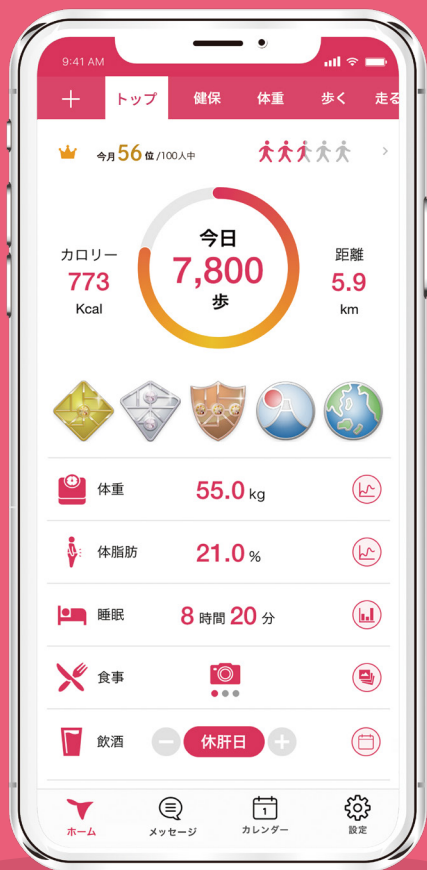 9:41 AM
トップ 健保 体重 歩く 走る
今月56位/100人中
今日
7,800
歩
カロリー
773
Kcal
距離
5.9
km
体重 55.0 kg
体脂肪 21.0 %
睡眠 8 時間 20 分
食事
飲酒 休肝日
1
ホーム メッセージ カレンダー 設定